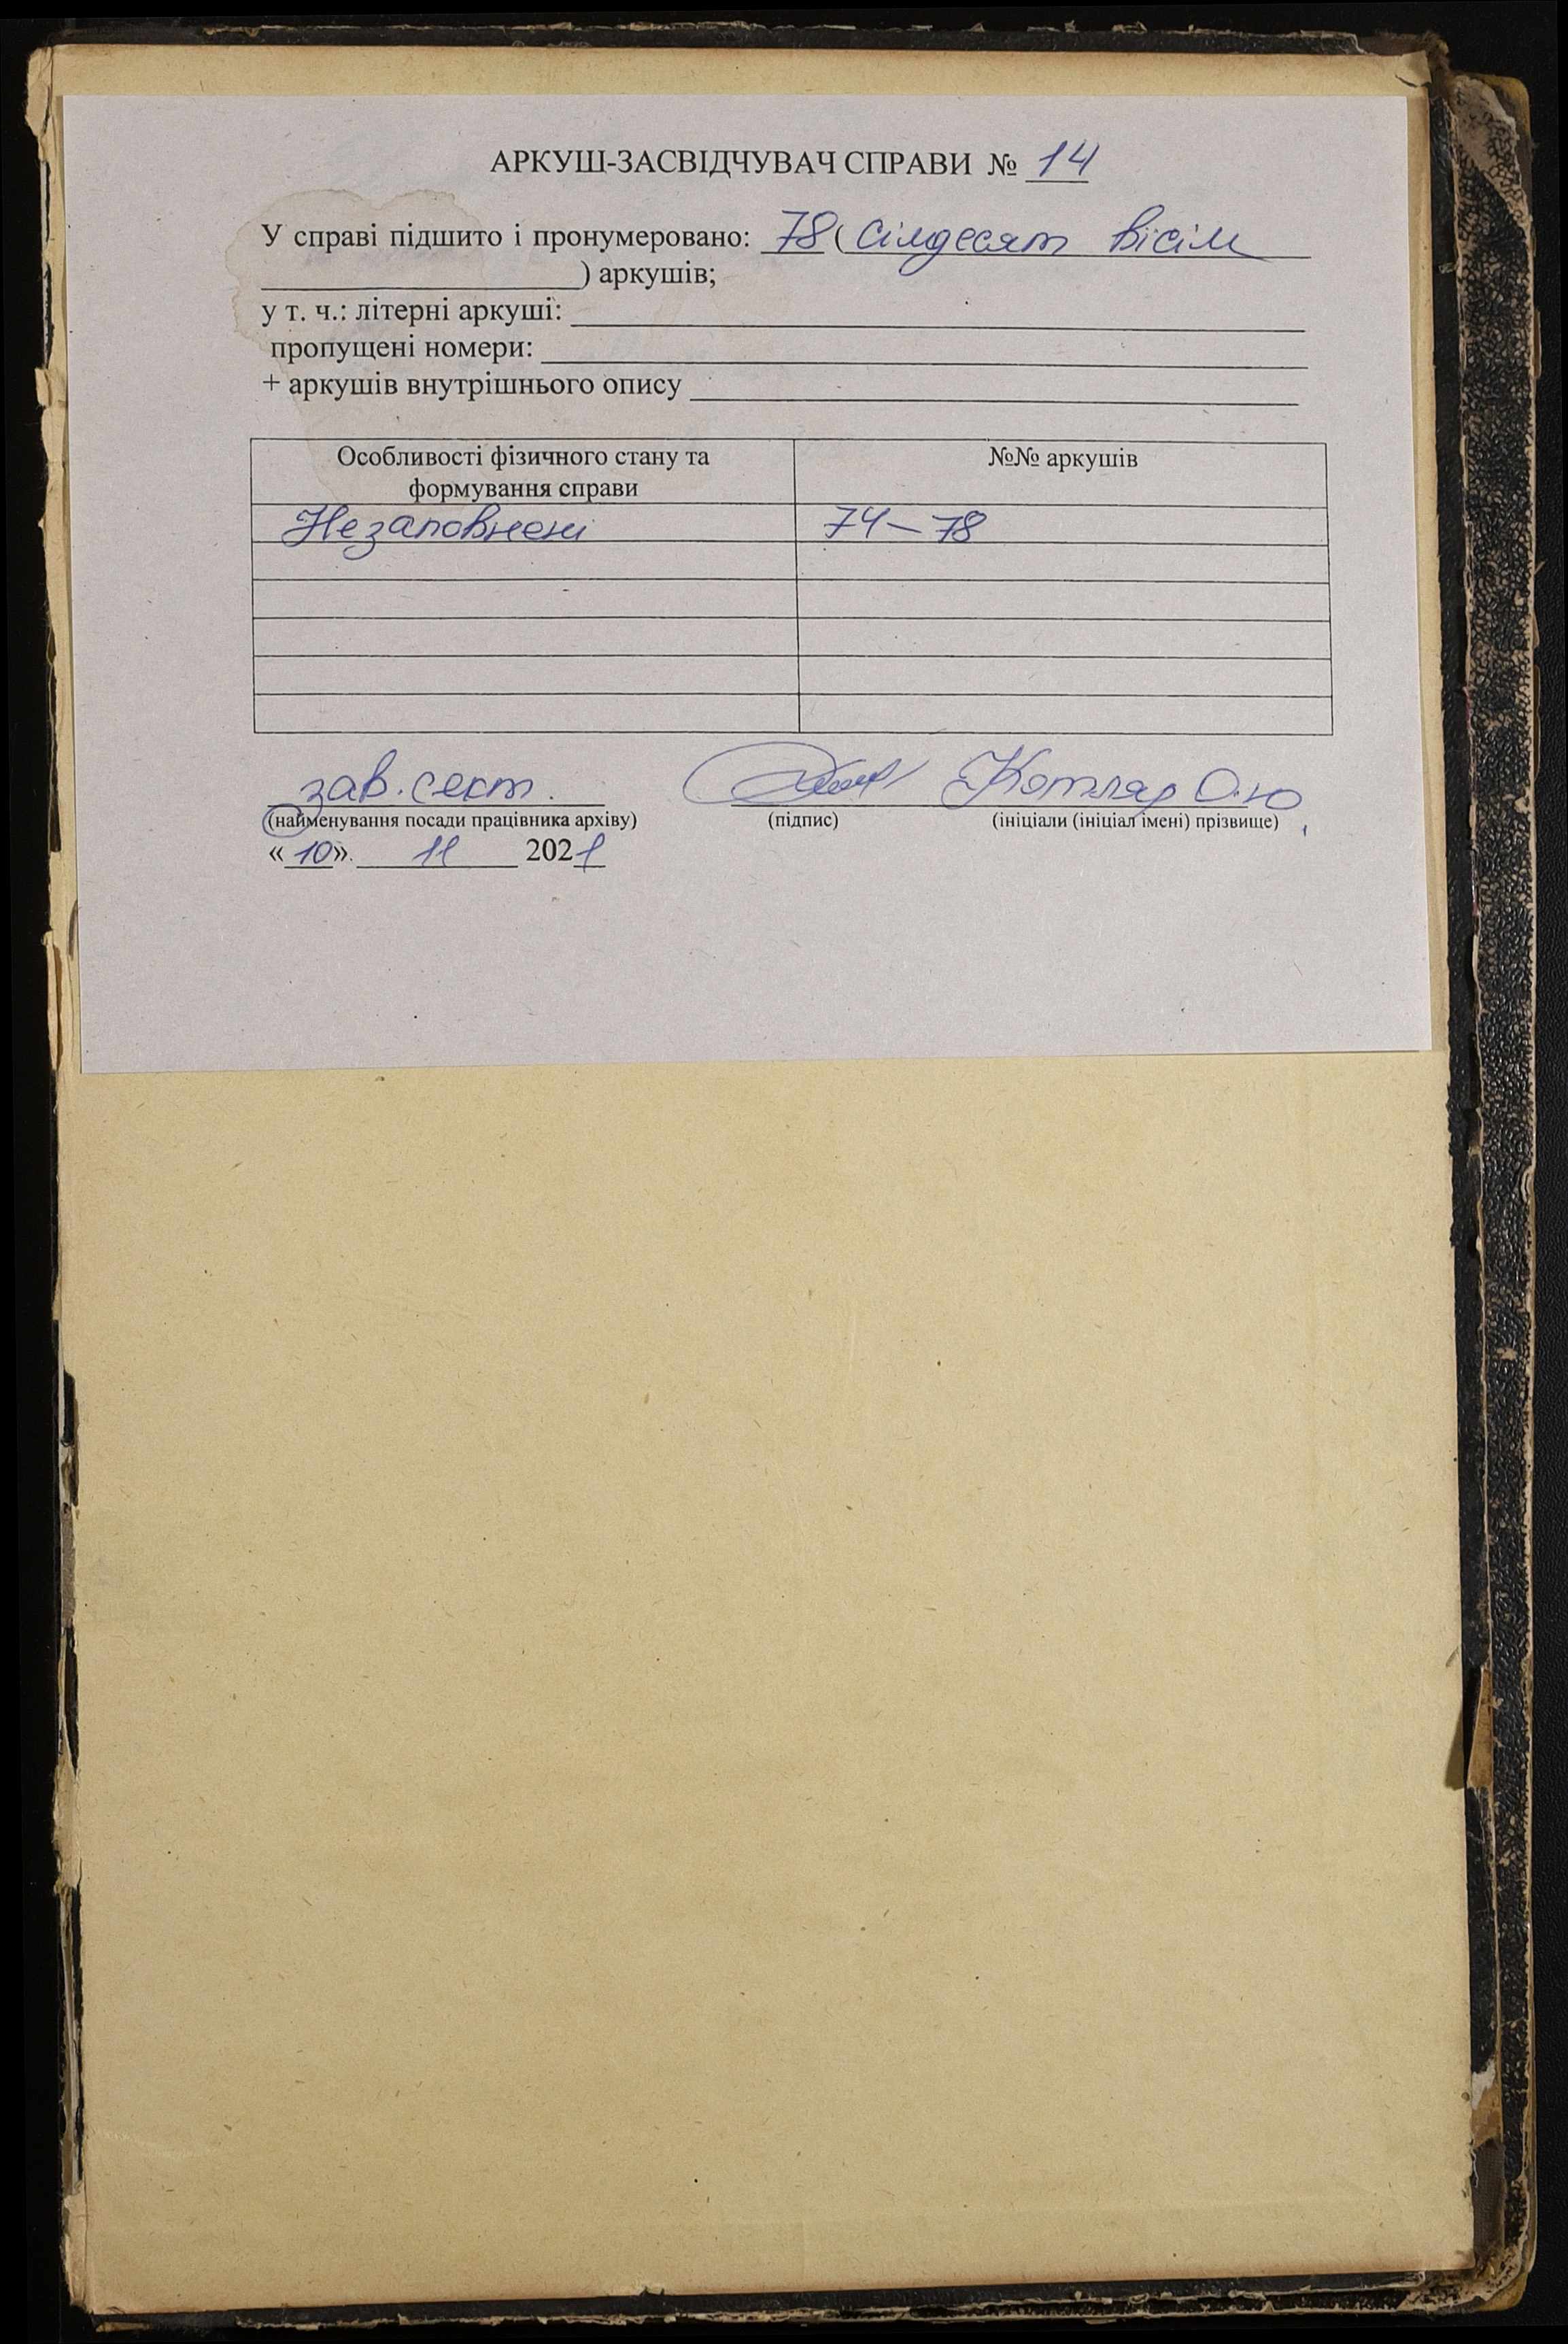 АРКУШ-ЗАСВІДЧУВАЧ СПРАВИ № 14
У справі підшито і пронумеровано: 78 (сімдесят вісім
) аркушів;
у т. ч.: літерні аркуші:
пропущені номери:
+ аркушів внутрішнього опису
Особливості фізичного стану та №№ аркушів
формування справи
Незаповнені 74–78
зав. сект. Котляр О.Ю
(найменування посади працівника архіву) (підпис) (ініціали (ініціал імені) прізвище)
«10». 11 2021